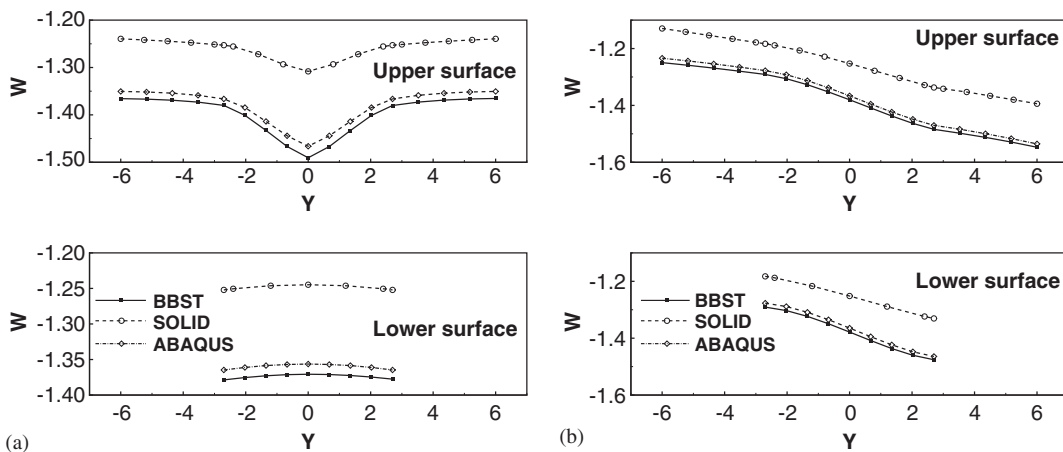 -1.20
-1.30
-1.40
-1.50
W
Upper surface
-6 -4 -2 0 2 4 6
Y
-1.20
-1.25
-1.30
-1.35
-1.40
W
BBST
SOLID
ABAQUS
Lower surface
-6 -4 -2 0 2 4 6
Y
(a)
-1.2
-1.4
-1.6
W
Upper surface
-6 -4 -2 0 2 4 6
Y
-1.2
-1.4
-1.6
W
BBST
SOLID
ABAQUS
Lower surface
-6 -4 -2 0 2 4 6
Y
(b)